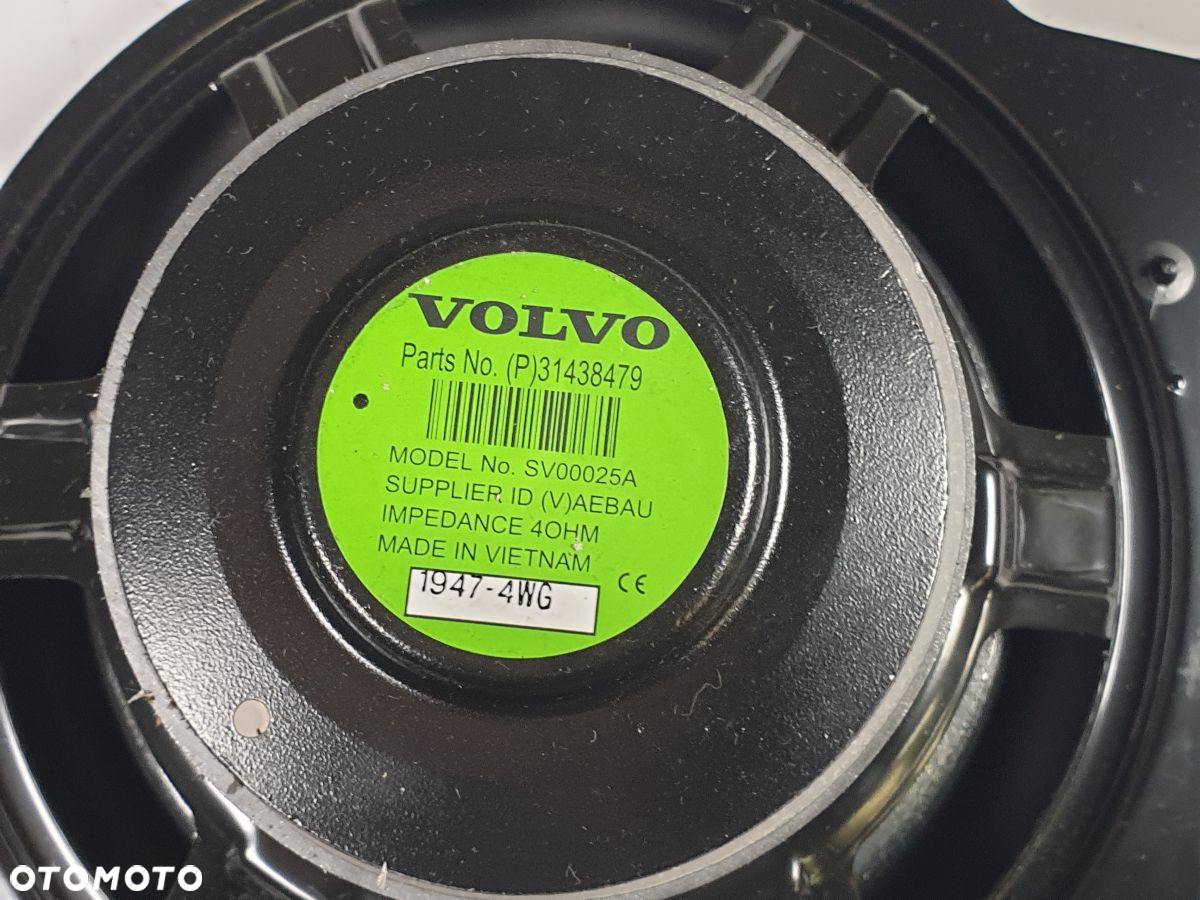 VOLVO
Parts No. (P)31438479
MODEL No. SV00025A
SUPPLIER ID (V)AEBAU
IMPEDANCE 4OHM
MADE IN VIETNAM
1947-4WG CE
OTOMOTO